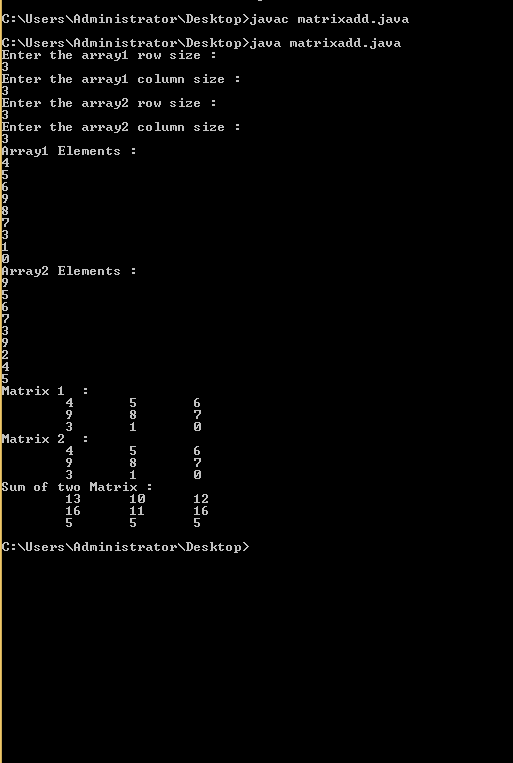 C:\Users\Administrator\Desktop>javac matrixadd.java
C:\Users\Administrator\Desktop>java matrixadd.java
Enter the array1 row size :
3
Enter the array1 column size :
3
Enter the array2 row size :
3
Enter the array2 column size :
3
Array1 Elements :
4
5
6
9
8
7
3
1
0
Array2 Elements :
9
5
6
7
3
9
2
4
5
Matrix 1  :
4 5 6
9 8 7
3 1 0
Matrix 2  :
4 5 6
9 8 7
3 1 0
Sum of two Matrix :
13 10 12
16 11 16
5 5 5
C:\Users\Administrator\Desktop>